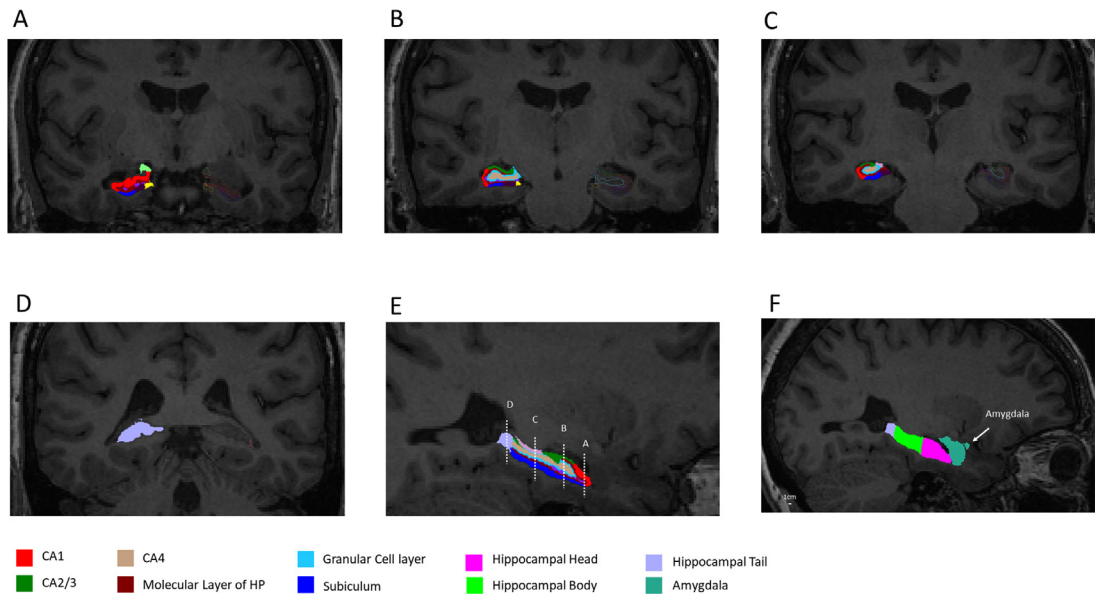 A
B
C
D
E
F
D
C
B
A
Amygdala
1cm
CA1
CA4
Granular Cell layer
Hippocampal Head
Hippocampal Tail
CA2/3
Molecular Layer of HP
Subiculum
Hippocampal Body
Amygdala